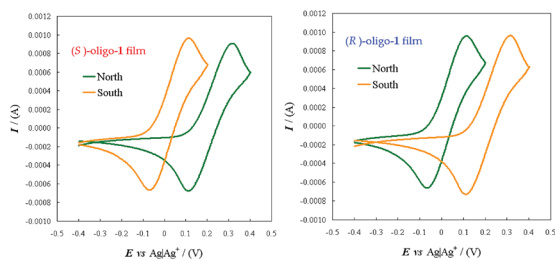 0.0012
0.0010
0.0008
0.0006
0.0004
0.0002
0.0000
-0.0002
-0.0004
-0.0006
-0.0008
-0.0010
I / (A)
(S)-oligo-1 film
North
South
-0.5 -0.4 -0.3 -0.2 -0.1 0 0.1 0.2 0.3 0.4 0.5
E vs Ag|Ag⁺ / (V)
0.0012
0.0010
0.0008
0.0006
0.0004
0.0002
0.0000
-0.0002
-0.0004
-0.0006
-0.0008
-0.0010
I / (A)
(R)-oligo-1 film
North
South
-0.5 -0.4 -0.3 -0.2 -0.1 0 0.1 0.2 0.3 0.4 0.5
E vs Ag|Ag⁺ / (V)